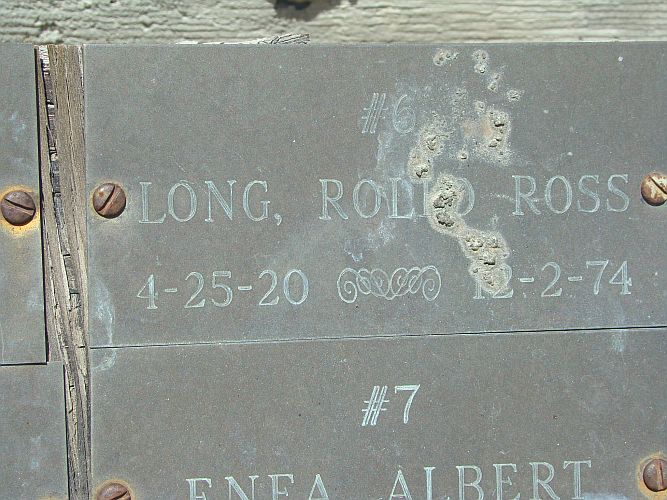 #6
LONG, ROLLO ROSS
4-25-20 12-2-74
#7
ENEA ALBERT